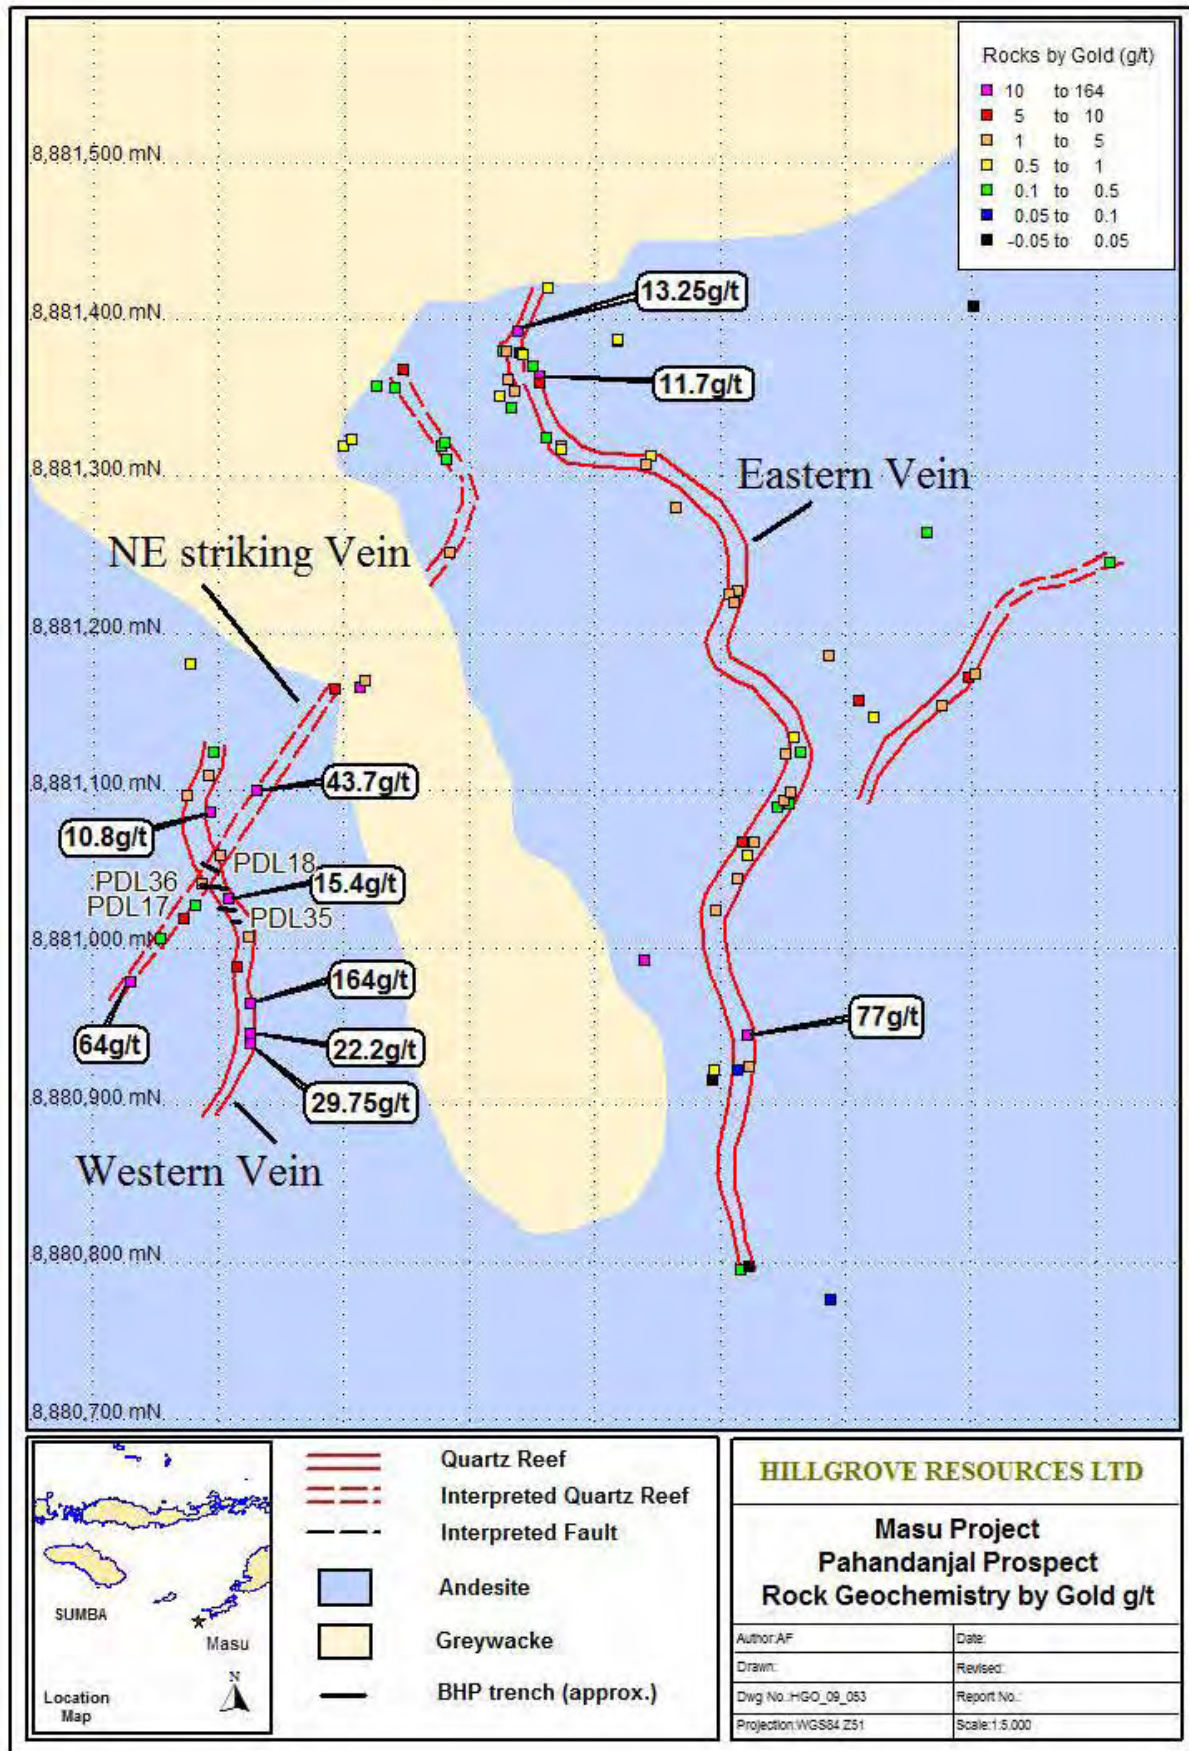 Rocks by Gold (g/t)
10 to 164
5 to 10
1 to 5
0.5 to 1
0.1 to 0.5
0.05 to 0.1
-0.05 to 0.05
8,881,500 mN
8,881,400 mN
13.25g/t
11.7g/t
8,881,300 mN
Eastern Vein
NE striking Vein
8,881,200 mN
8,881,100 mN
43.7g/t
10.8g/t
PDL18
PDL36
15.4g/t
PDL17
PDL35
8,881,000 mN
164g/t
77g/t
64g/t
22.2g/t
29.75g/t
8,880,900 mN
Western Vein
8,880,800 mN
8,880,700 mN
SUMBA
Masu
N
Location
Map
Quartz Reef
Interpreted Quartz Reef
Interpreted Fault
Andesite
Greywacke
BHP trench (approx.)
HILLGROVE RESOURCES LTD
Masu Project
Pahandanjal Prospect
Rock Geochemistry by Gold g/t
Author:AF Date:
Drawn: Revised:
Dwg No.:HGO_09_053 Report No.:
Projection:WGS84 Z51 Scale:1:5,000